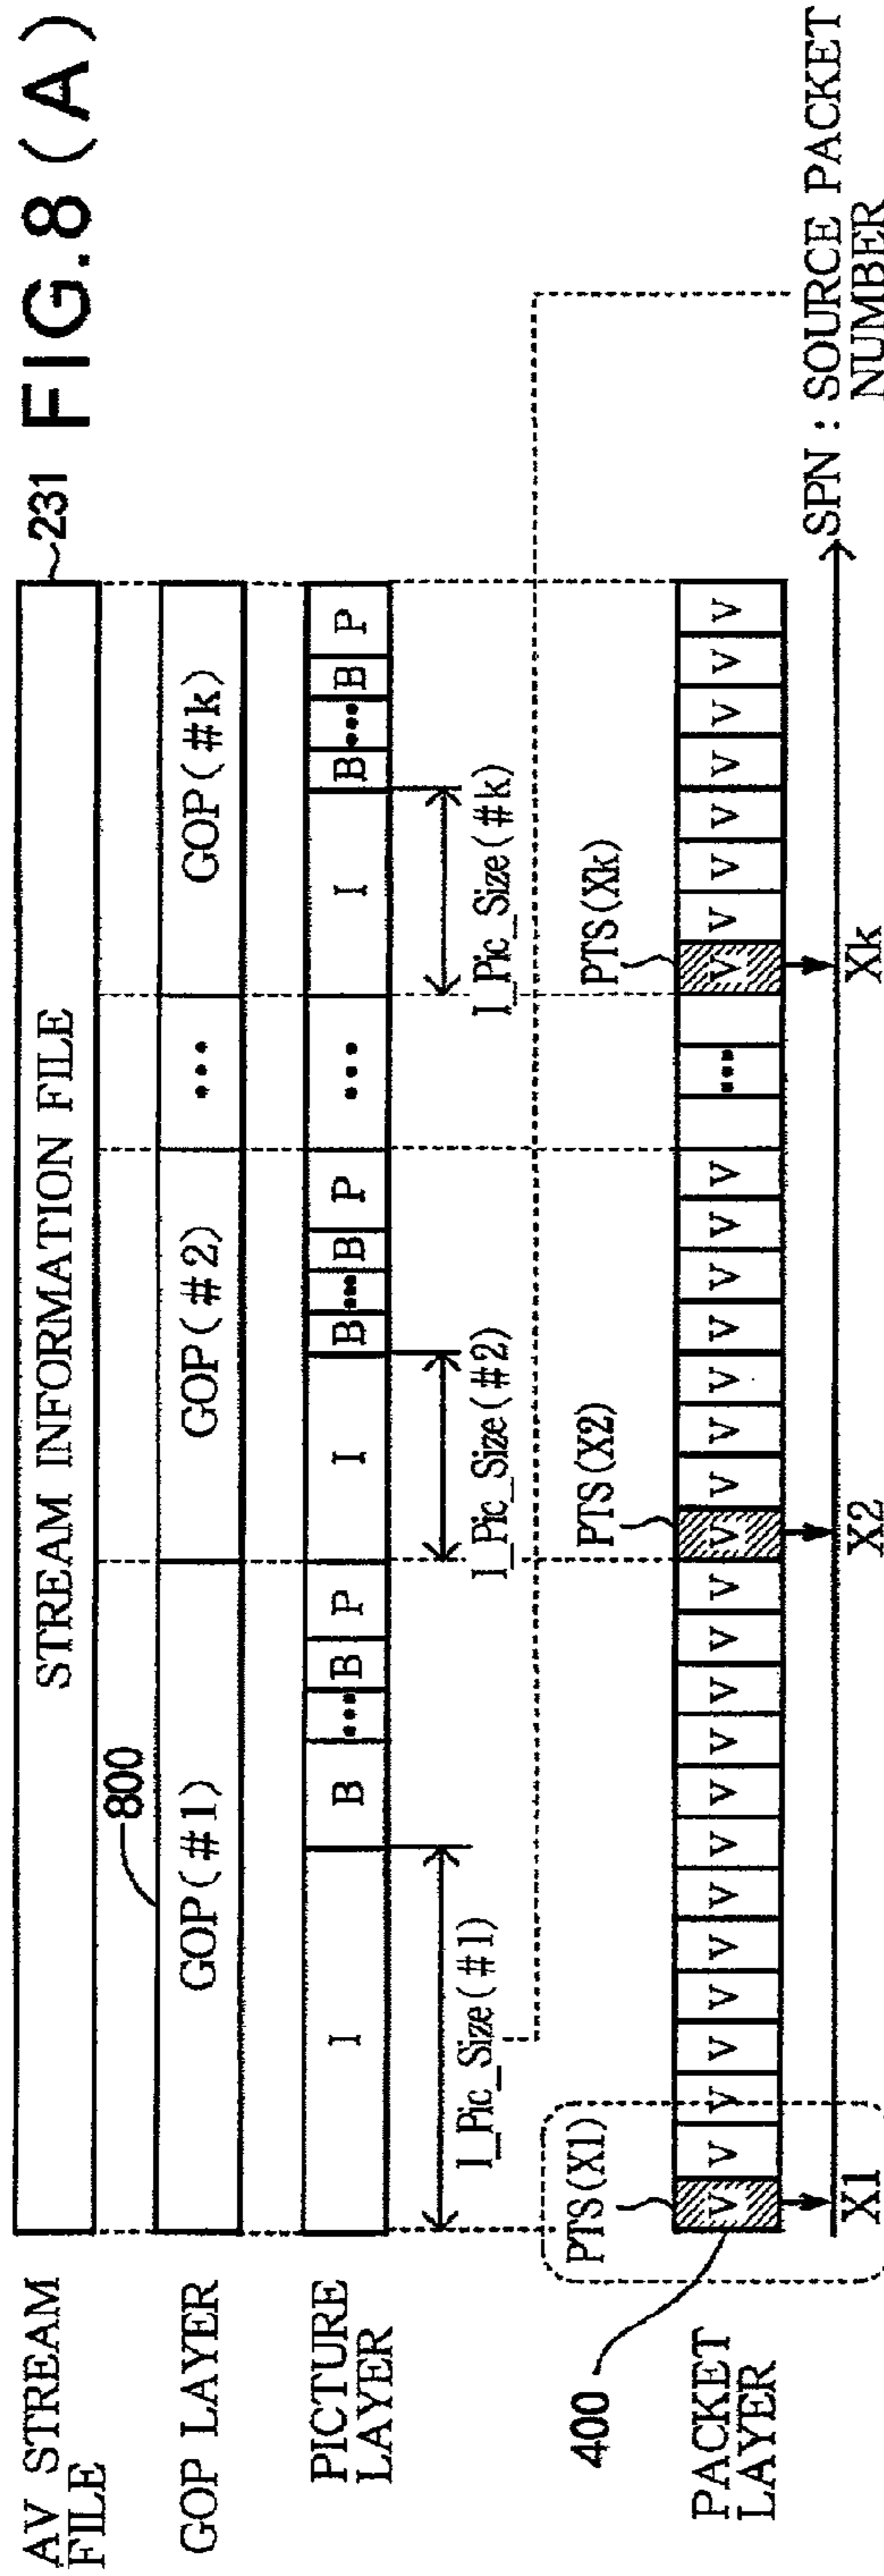 FIG.8(A)
AV STREAM
FILE
STREAM INFORMATION FILE
231
GOP LAYER
800
GOP(#1)
GOP(#2)
•••
GOP(#k)
PICTURE
LAYER
I B ••• B P I B ••• B P ••• I B ••• B P
I_Pic_Size(#1)
I_Pic_Size(#2)
I_Pic_Size(#k)
PTS(X1)
PTS(X2)
PTS(Xk)
400
PACKET
LAYER
V V V V V V V V V V V V V V V V V V V V V ••• V V V V V V V V
X1
X2
Xk
SPN : SOURCE PACKET
NUMBER